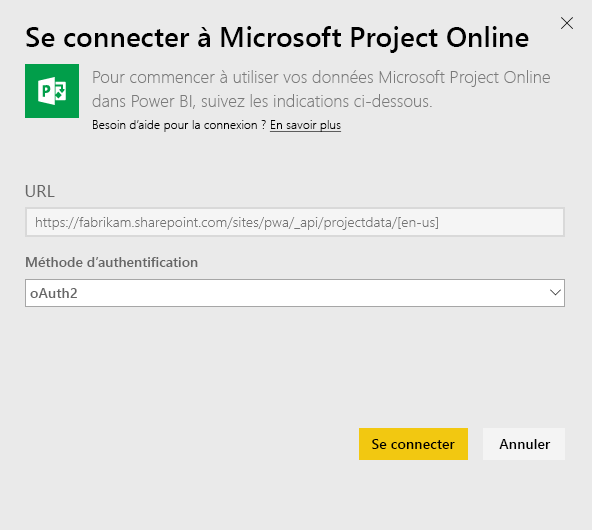 Se connecter à Microsoft Project Online
Pour commencer à utiliser vos données Microsoft Project Online
dans Power BI, suivez les indications ci-dessous.
Besoin d'aide pour la connexion ? En savoir plus
URL
https://fabrikam.sharepoint.com/sites/pwa/_api/projectdata/[en-us]
Méthode d'authentification
oAuth2
Se connecter
Annuler